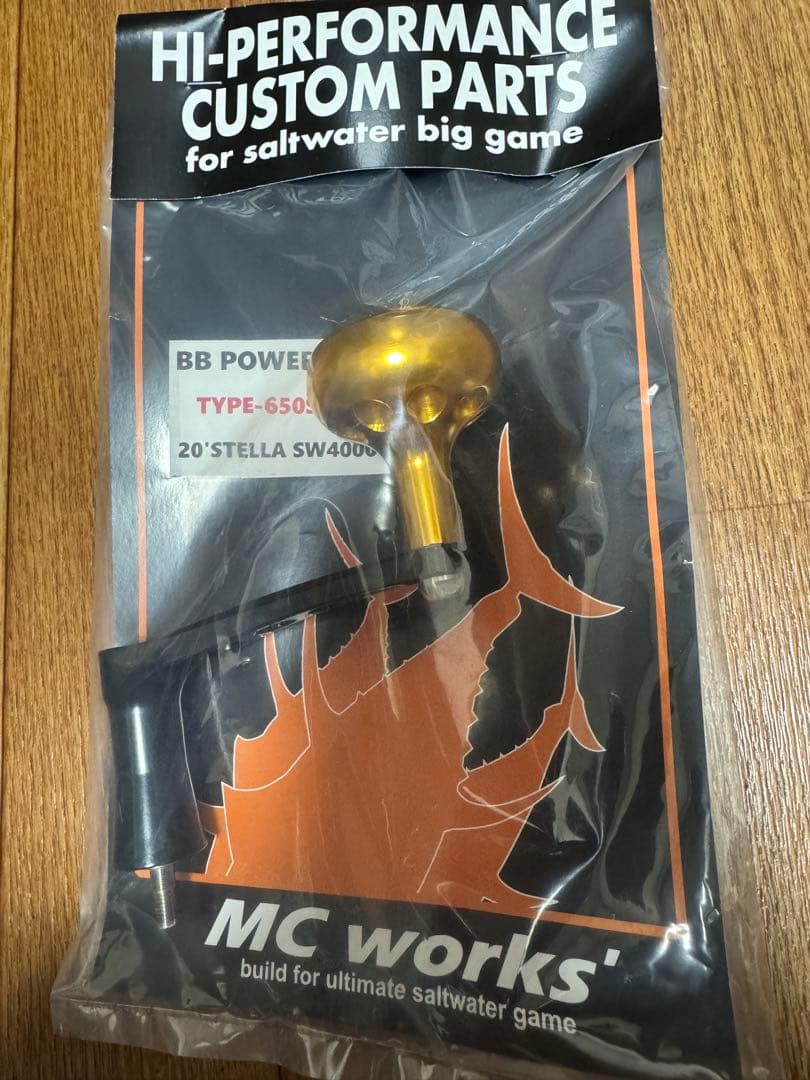 HI-PERFORMANCE
CUSTOM PARTS
for saltwater big game
BB POWER
TYPE-650S
20'STELLA SW4000
MC works'
build for ultimate saltwater game